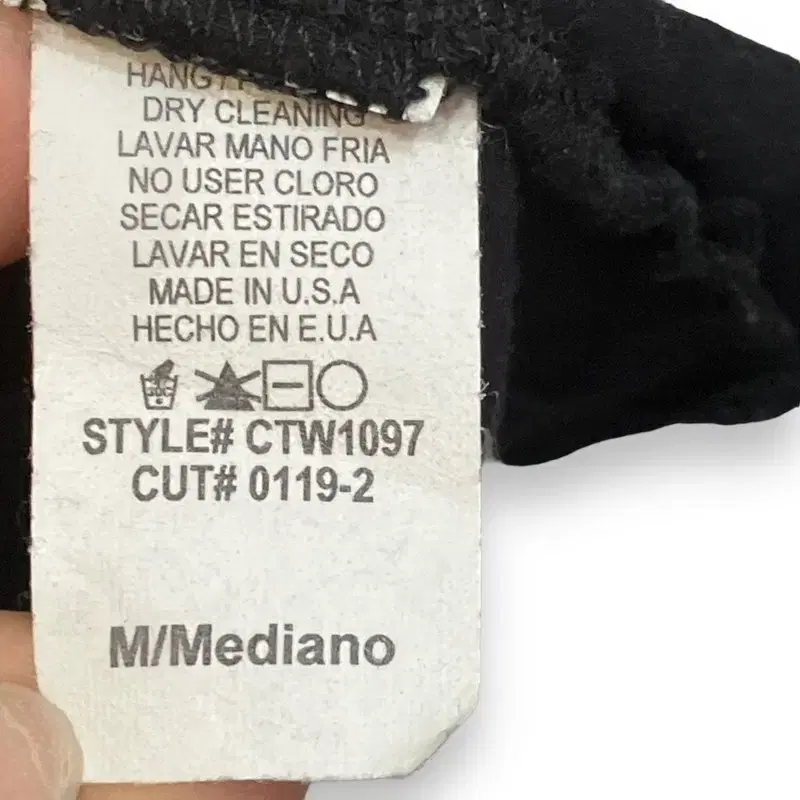 HANG
DRY CLEANING
LAVAR MANO FRIA
NO USER CLORO
SECAR ESTIRADO
LAVAR EN SECO
MADE IN U.S.A
HECHO EN E.U.A
STYLE# CTW1097
CUT# 0119-2
M/Mediano